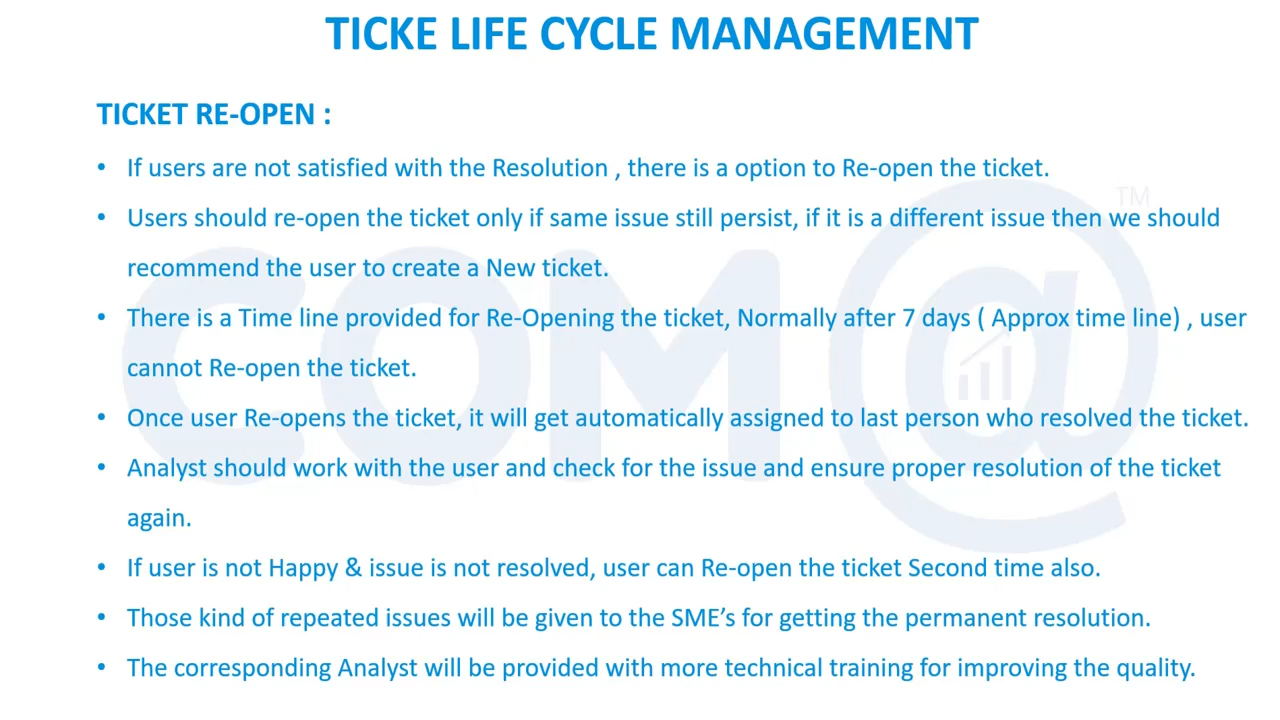 TICKE LIFE CYCLE MANAGEMENT
TICKET RE-OPEN :
• If users are not satisfied with the Resolution , there is a option to Re-open the ticket.
• Users should re-open the ticket only if same issue still persist, if it is a different issue then we should
recommend the user to create a New ticket.
• There is a Time line provided for Re-Opening the ticket, Normally after 7 days ( Approx time line) , user
cannot Re-open the ticket.
• Once user Re-opens the ticket, it will get automatically assigned to last person who resolved the ticket.
• Analyst should work with the user and check for the issue and ensure proper resolution of the ticket
again.
• If user is not Happy & issue is not resolved, user can Re-open the ticket Second time also.
• Those kind of repeated issues will be given to the SME's for getting the permanent resolution.
• The corresponding Analyst will be provided with more technical training for improving the quality.
COM@
TM